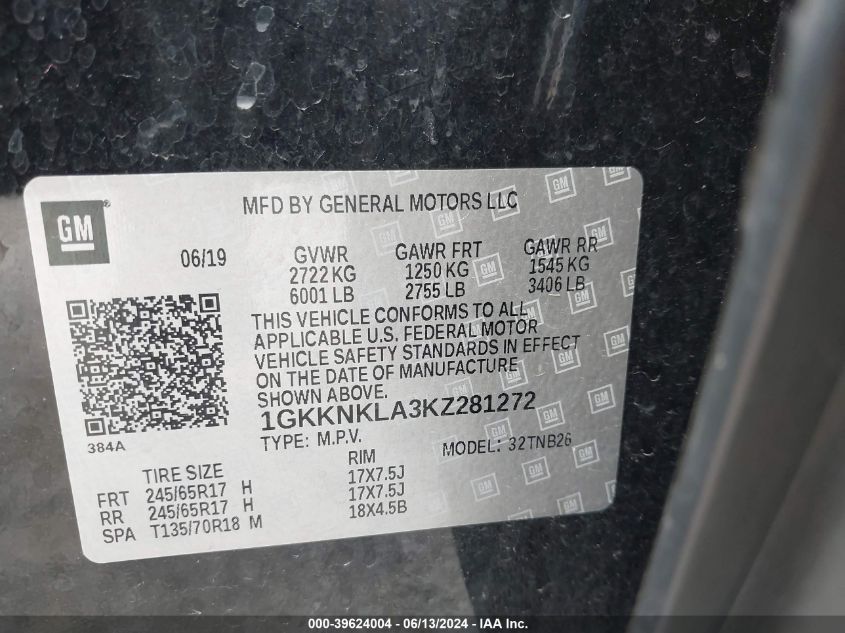 GM ®
MFD BY GENERAL MOTORS LLC
06/19
GVWR GAWR FRT GAWR RR
2722 KG 1250 KG 1545 KG
6001 LB 2755 LB 3406 LB
THIS VEHICLE CONFORMS TO ALL
APPLICABLE U.S. FEDERAL MOTOR
VEHICLE SAFETY STANDARDS IN EFFECT
ON THE DATE OF MANUFACTURE
SHOWN ABOVE.
1GKKNKLA3KZ281272
384A
TYPE: M.P.V. MODEL: 32TNB26
TIRE SIZE RIM
FRT 245/65R17 H 17X7.5J
RR 245/65R17 H 17X7.5J
SPA T135/70R18 M 18X4.5B
000-39624004 - 06/13/2024 - IAA Inc.